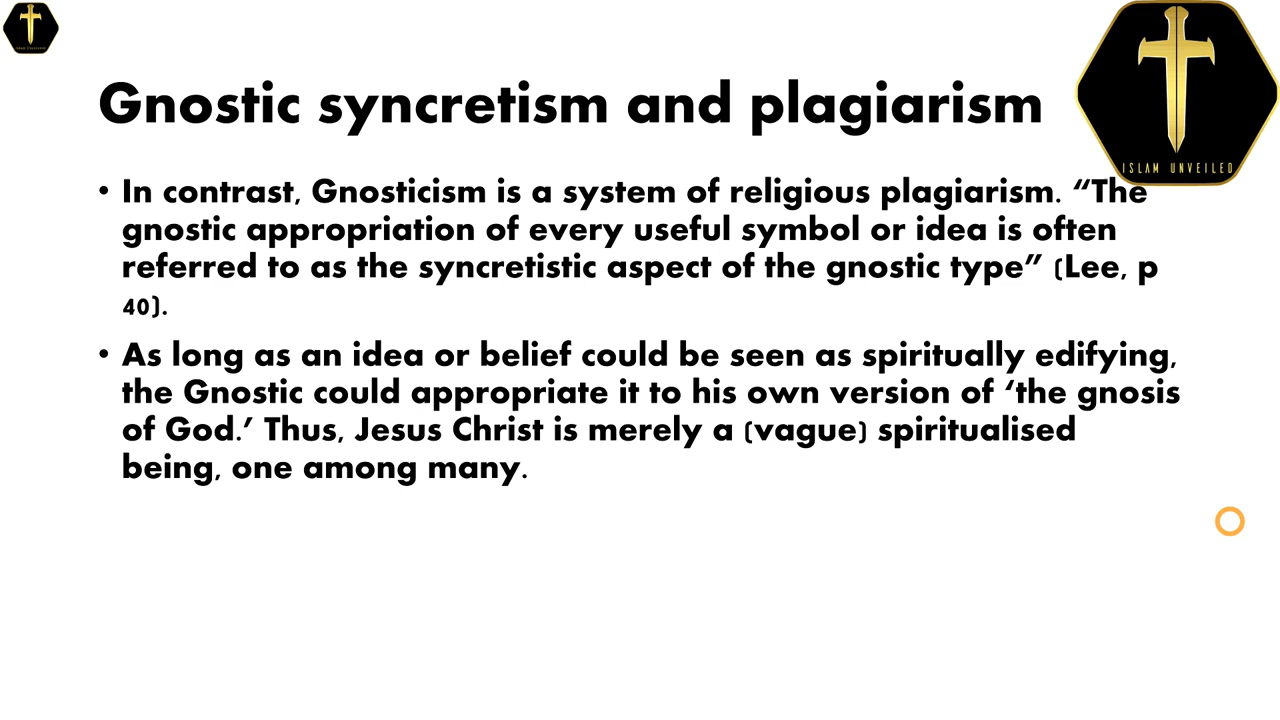 Gnostic syncretism and plagiarism
ISLAM UNVEILED
• In contrast, Gnosticism is a system of religious plagiarism. “The
gnostic appropriation of every useful symbol or idea is often
referred to as the syncretistic aspect of the gnostic type” (Lee, p
40).
• As long as an idea or belief could be seen as spiritually edifying,
the Gnostic could appropriate it to his own version of ‘the gnosis
of God.’ Thus, Jesus Christ is merely a (vague) spiritualised
being, one among many.